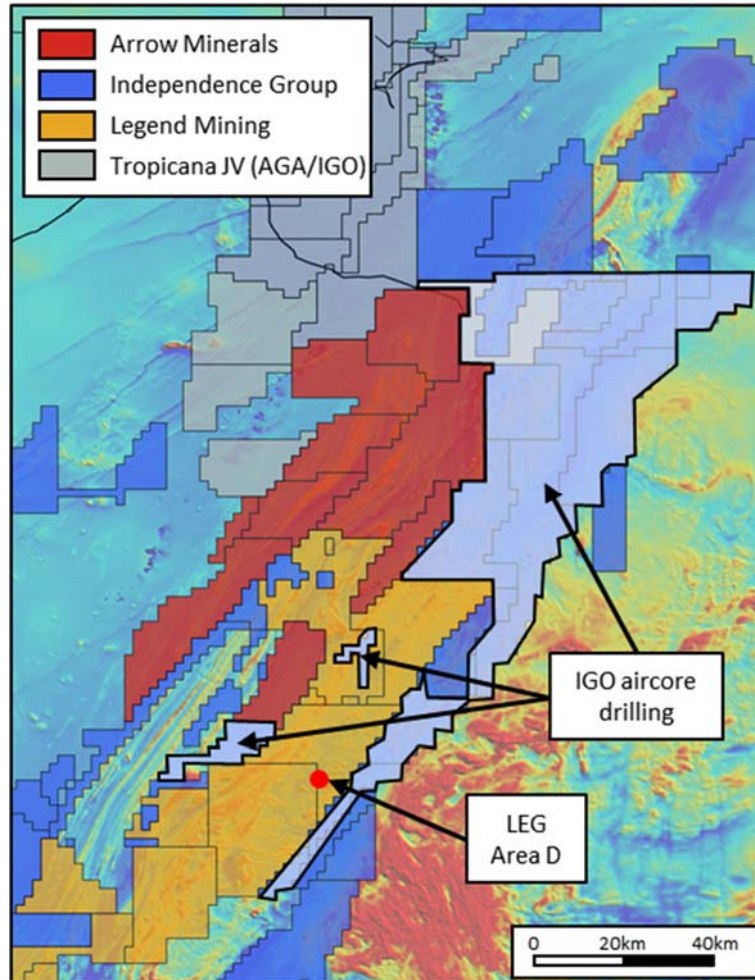 Arrow Minerals
Independence Group
Legend Mining
Tropicana JV (AGA/IGO)
IGO aircore
drilling
LEG
Area D
0 20km 40km